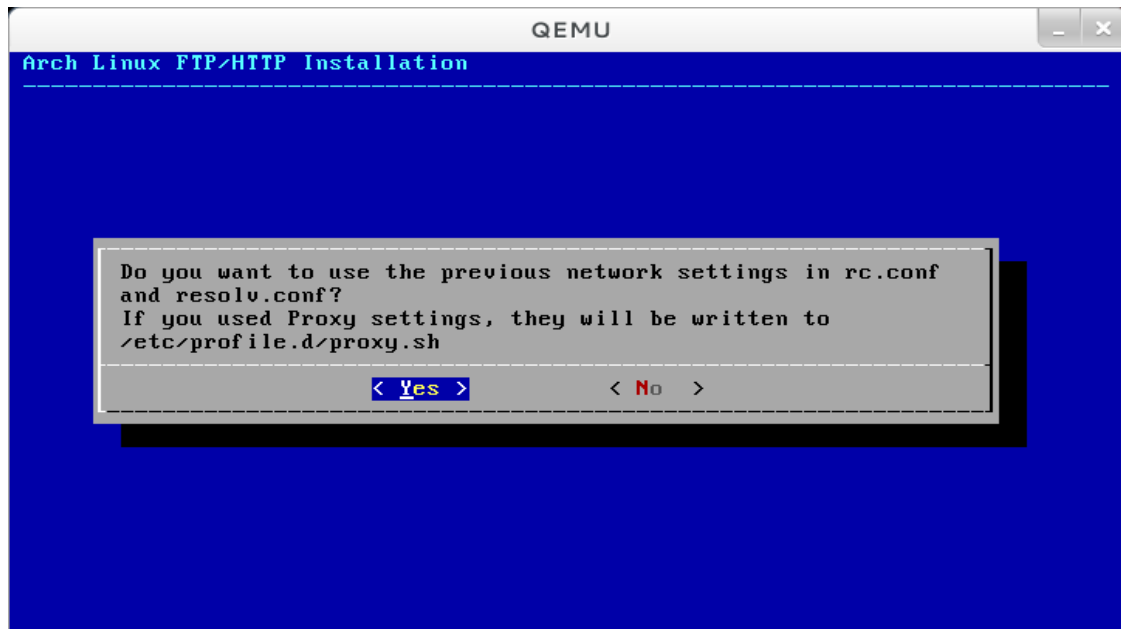 QEMU
Arch Linux FTP/HTTP Installation
Do you want to use the previous network settings in rc.conf
and resolv.conf?
If you used Proxy settings, they will be written to
/etc/profile.d/proxy.sh
< Yes > < No >